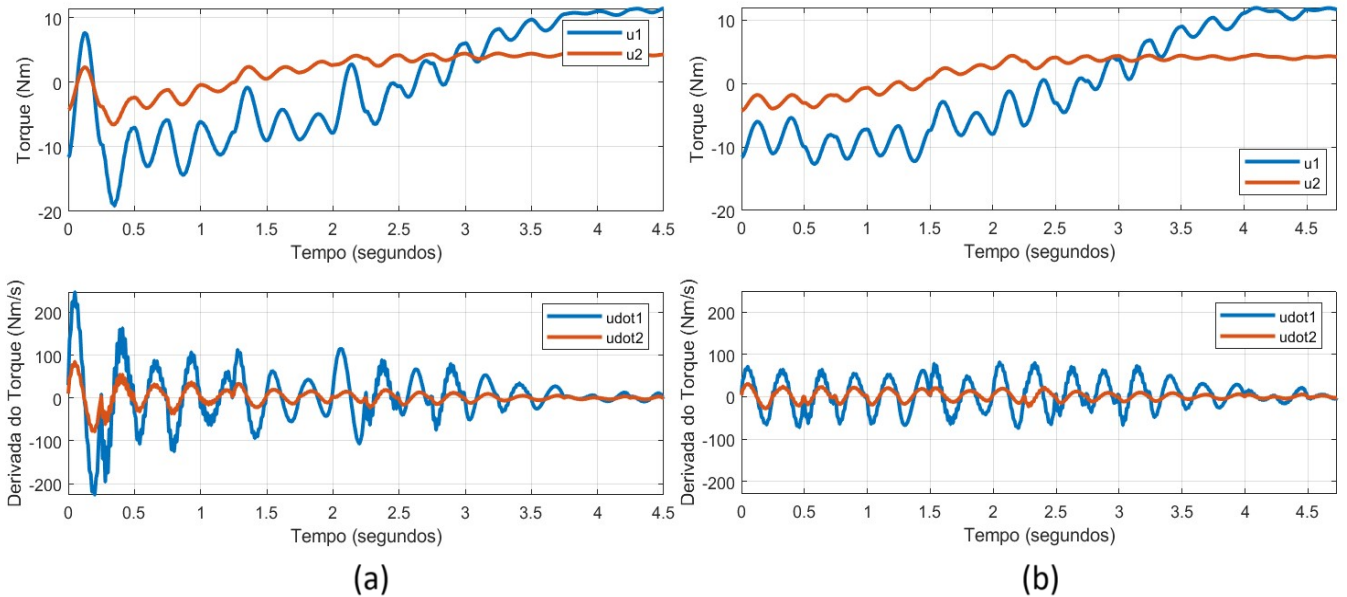 Torque (Nm)
10
0
-10
-20
u1
u2
0 0.5 1 1.5 2 2.5 3 3.5 4 4.5
Tempo (segundos)
Derivada do Torque (Nm/s)
200
100
0
-100
-200
udot1
udot2
0 0.5 1 1.5 2 2.5 3 3.5 4 4.5
Tempo (segundos)
(a)
Torque (Nm)
10
0
-10
-20
u1
u2
0 0.5 1 1.5 2 2.5 3 3.5 4 4.5
Tempo (segundos)
Derivada do Torque (Nm/s)
200
100
0
-100
-200
udot1
udot2
0 0.5 1 1.5 2 2.5 3 3.5 4 4.5
Tempo (segundos)
(b)